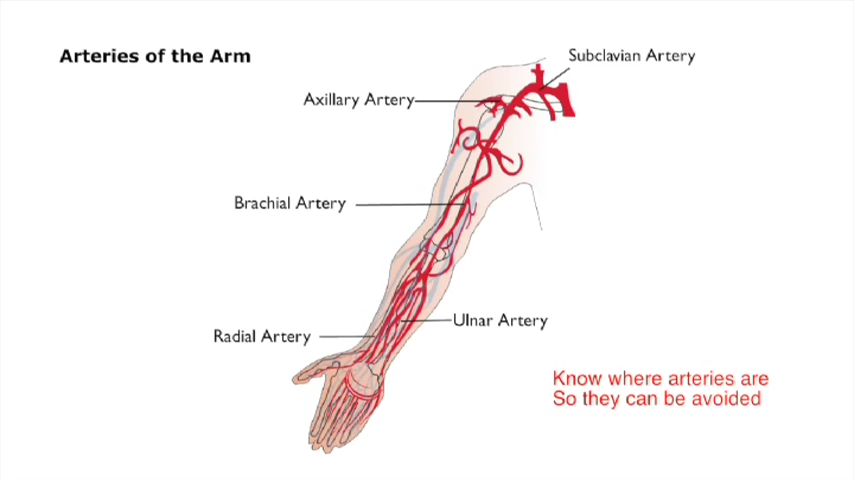 Arteries of the Arm
Subclavian Artery
Axillary Artery
Brachial Artery
Ulnar Artery
Radial Artery
Know where arteries are
So they can be avoided